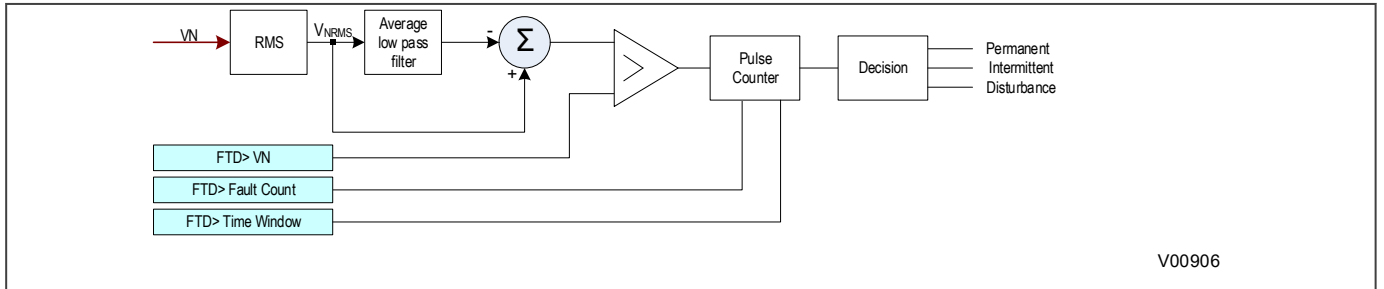 VN
RMS
VNRMS
Average
low pass
filter
-
Σ
+
>
Pulse
Counter
Decision
Permanent
Intermittent
Disturbance
FTD> VN
FTD> Fault Count
FTD> Time Window
V00906